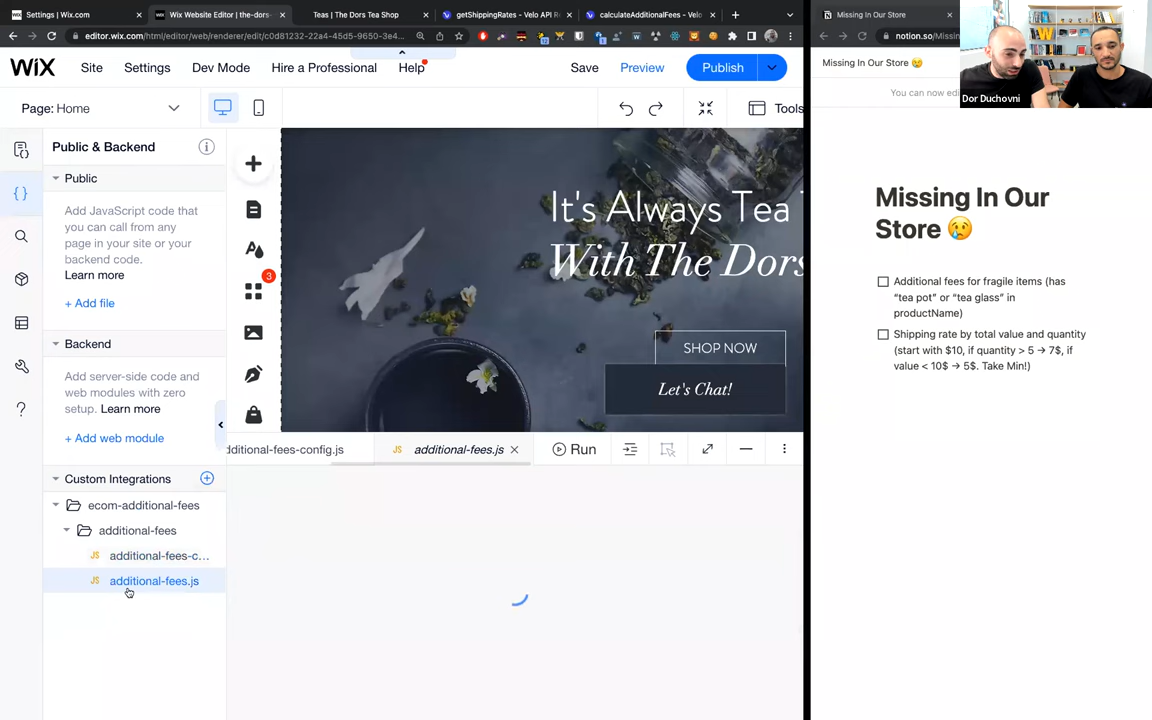 Settings | Wix.com
Wix Website Editor | the-dors-
Teas | The Dors Tea Shop
getShippingRates - Velo API R
calculateAdditionalFees - Velo
Missing In Our Store
editor.wix.com/html/editor/web/renderer/edit/c0d81232-22a4-45d5-9650-3e4...
notion.so/Missin
WiX
Site
Settings
Dev Mode
Hire a Professional
Help
Save
Preview
Publish
Missing In Our Store 😢
You can now edi
Dor Duchovni
Page: Home
Tools
Public & Backend
Public
Add JavaScript code that
you can call from any
page in your site or your
backend code.
Learn more
+ Add file
Backend
Add server-side code and
web modules with zero
setup. Learn more
+ Add web module
Custom Integrations
ecom-additional-fees
additional-fees
JS additional-fees-c...
JS additional-fees.js
3
It's Always Tea
With The Dors
SHOP NOW
Let's Chat!
dditional-fees-config.js
JS additional-fees.js
Run
Missing In Our
Store 😢
Additional fees for fragile items (has
“tea pot” or “tea glass” in
productName)
Shipping rate by total value and quantity
(start with $10, if quantity > 5 → 7$, if
value < 10$ → 5$. Take Min!)